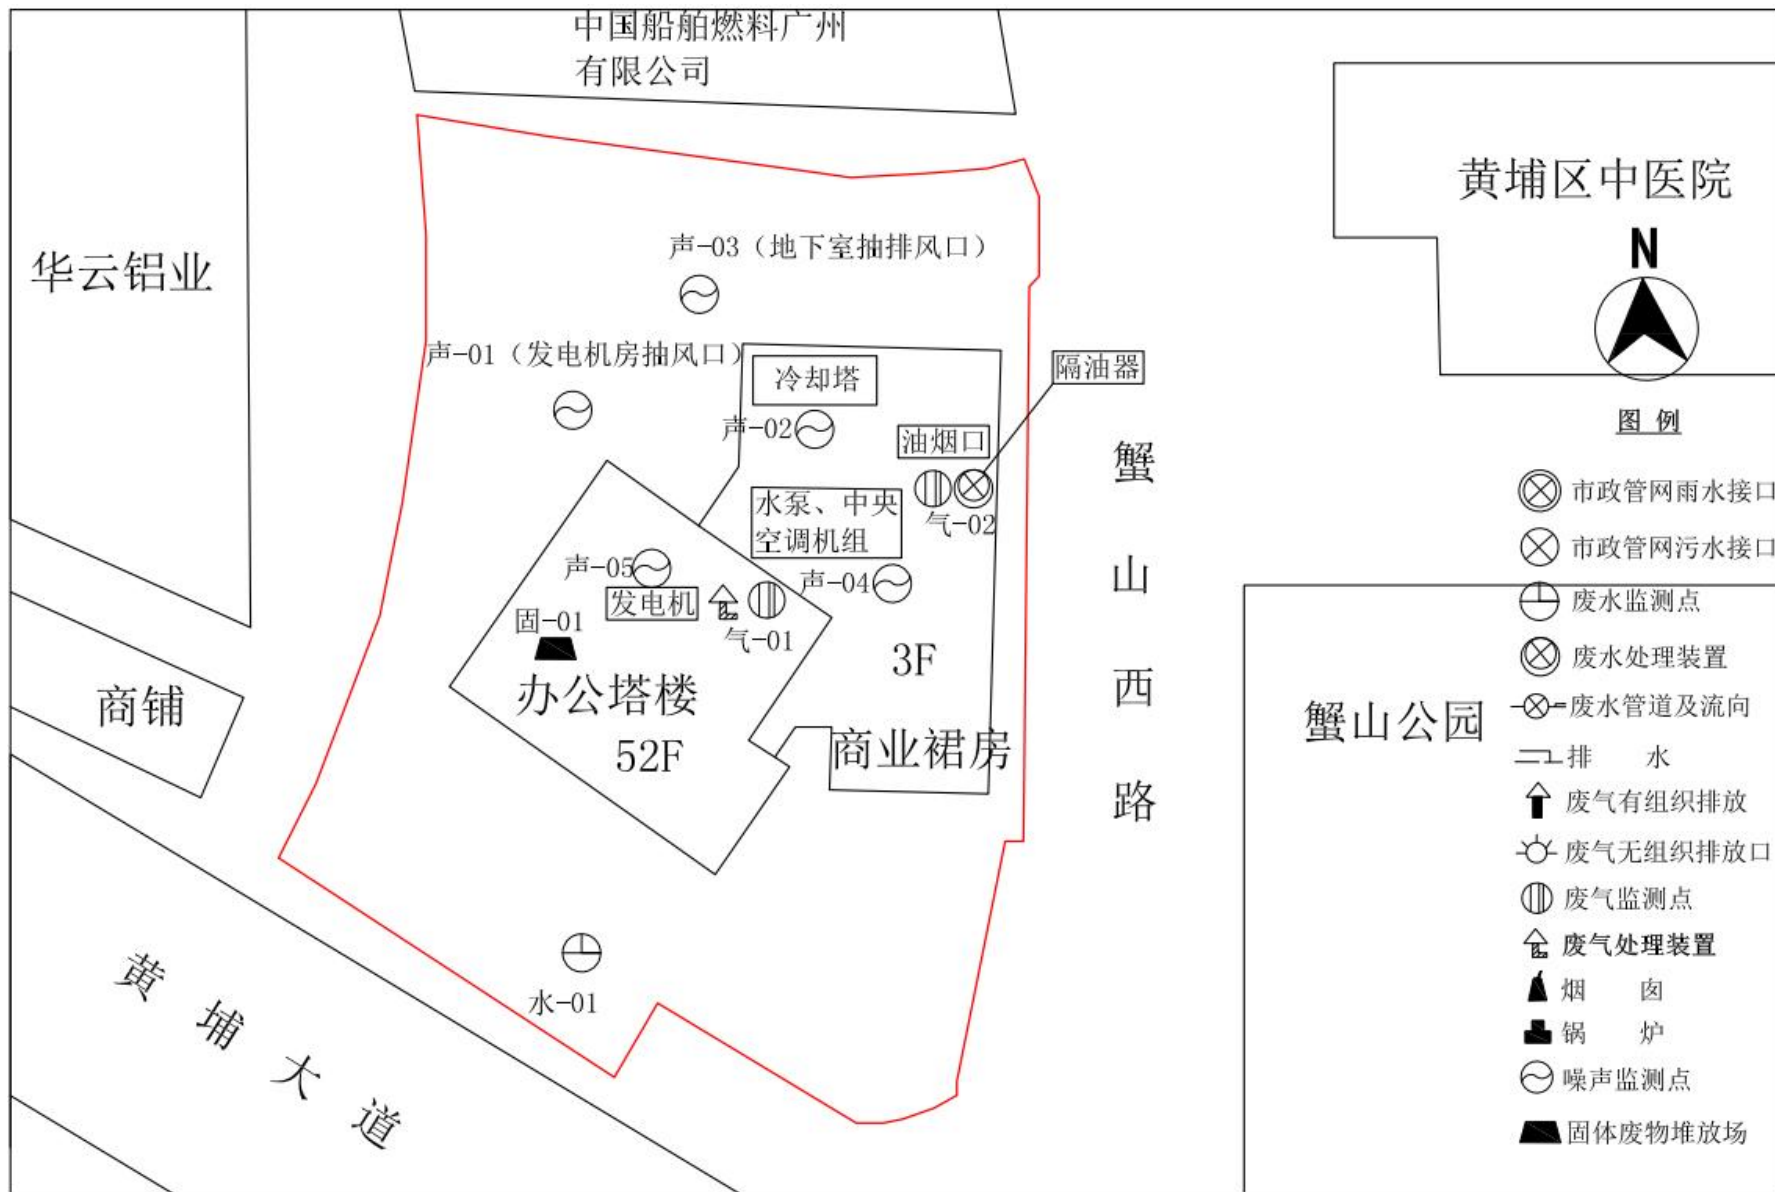 中国船舶燃料广州
有限公司
黄埔区中医院
N
华云铝业
声-03（地下室抽排风口）
声-01（发电机房抽风口）
冷却塔
隔油器
声-02
油烟口
水泵、中央
空调机组
气-02
声-05
声-04
发电机
固-01
气-01
3F
办公塔楼
52F
商业裙房
商铺
蟹山西路
蟹山公园
水-01
黄埔大道
图 例
市政管网雨水接口
市政管网污水接口
废水监测点
废水处理装置
废水管道及流向
排 水
废气有组织排放
废气无组织排放口
废气监测点
废气处理装置
烟 囱
锅 炉
噪声监测点
固体废物堆放场